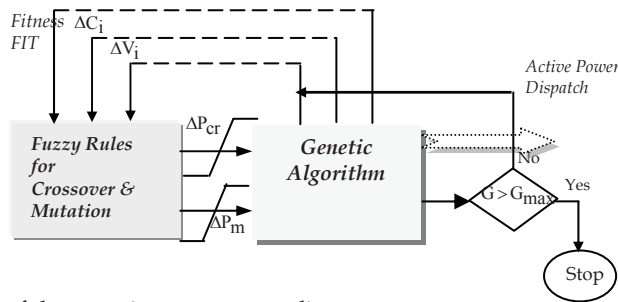 Fitness
FIT
ΔCi
ΔVi
Active Power
Dispatch
ΔPcr
Fuzzy Rules
for
Crossover &
Mutation
Genetic
Algorithm
No
G>Gmax
Yes
ΔPm
Stop